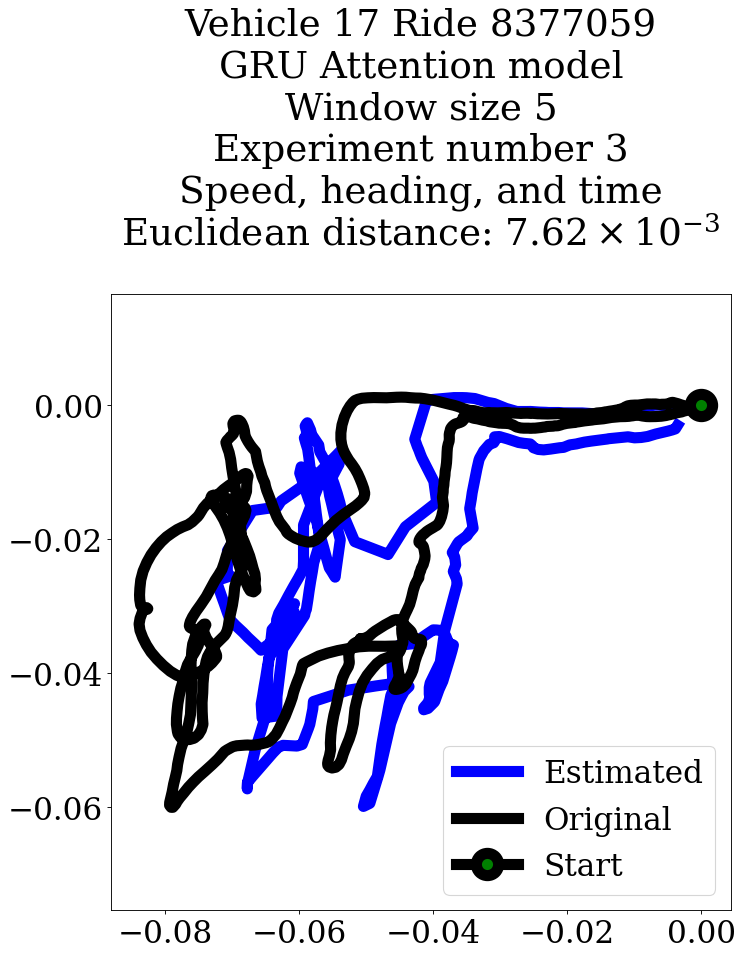 Vehicle 17 Ride 8377059
GRU Attention model
Window size 5
Experiment number 3
Speed, heading, and time
Euclidean distance: 7.62 × 10⁻³
0.00
−0.02
−0.04
−0.06
Estimated
Original
Start
−0.08 −0.06 −0.04 −0.02 0.00